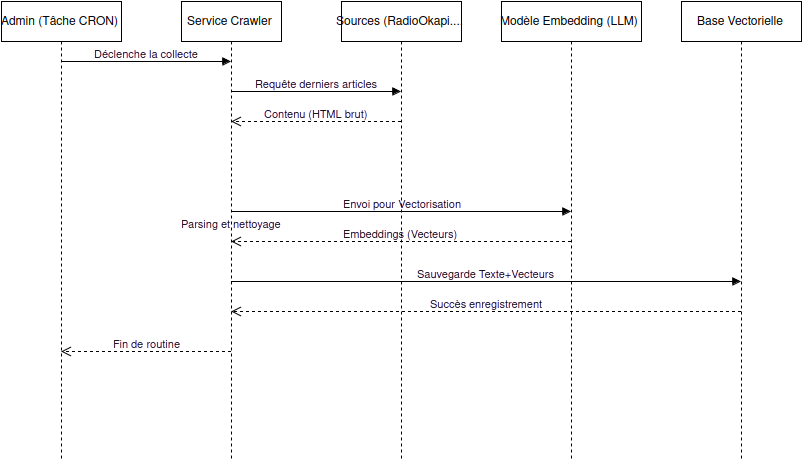 Admin (Tâche CRON)
Service Crawler
Sources (RadioOkapi...
Modèle Embedding (LLM)
Base Vectorielle
Déclenche la collecte
Requête derniers articles
Contenu (HTML brut)
Envoi pour Vectorisation
Parsing et nettoyage
Embeddings (Vecteurs)
Sauvegarde Texte+Vecteurs
Succès enregistrement
Fin de routine